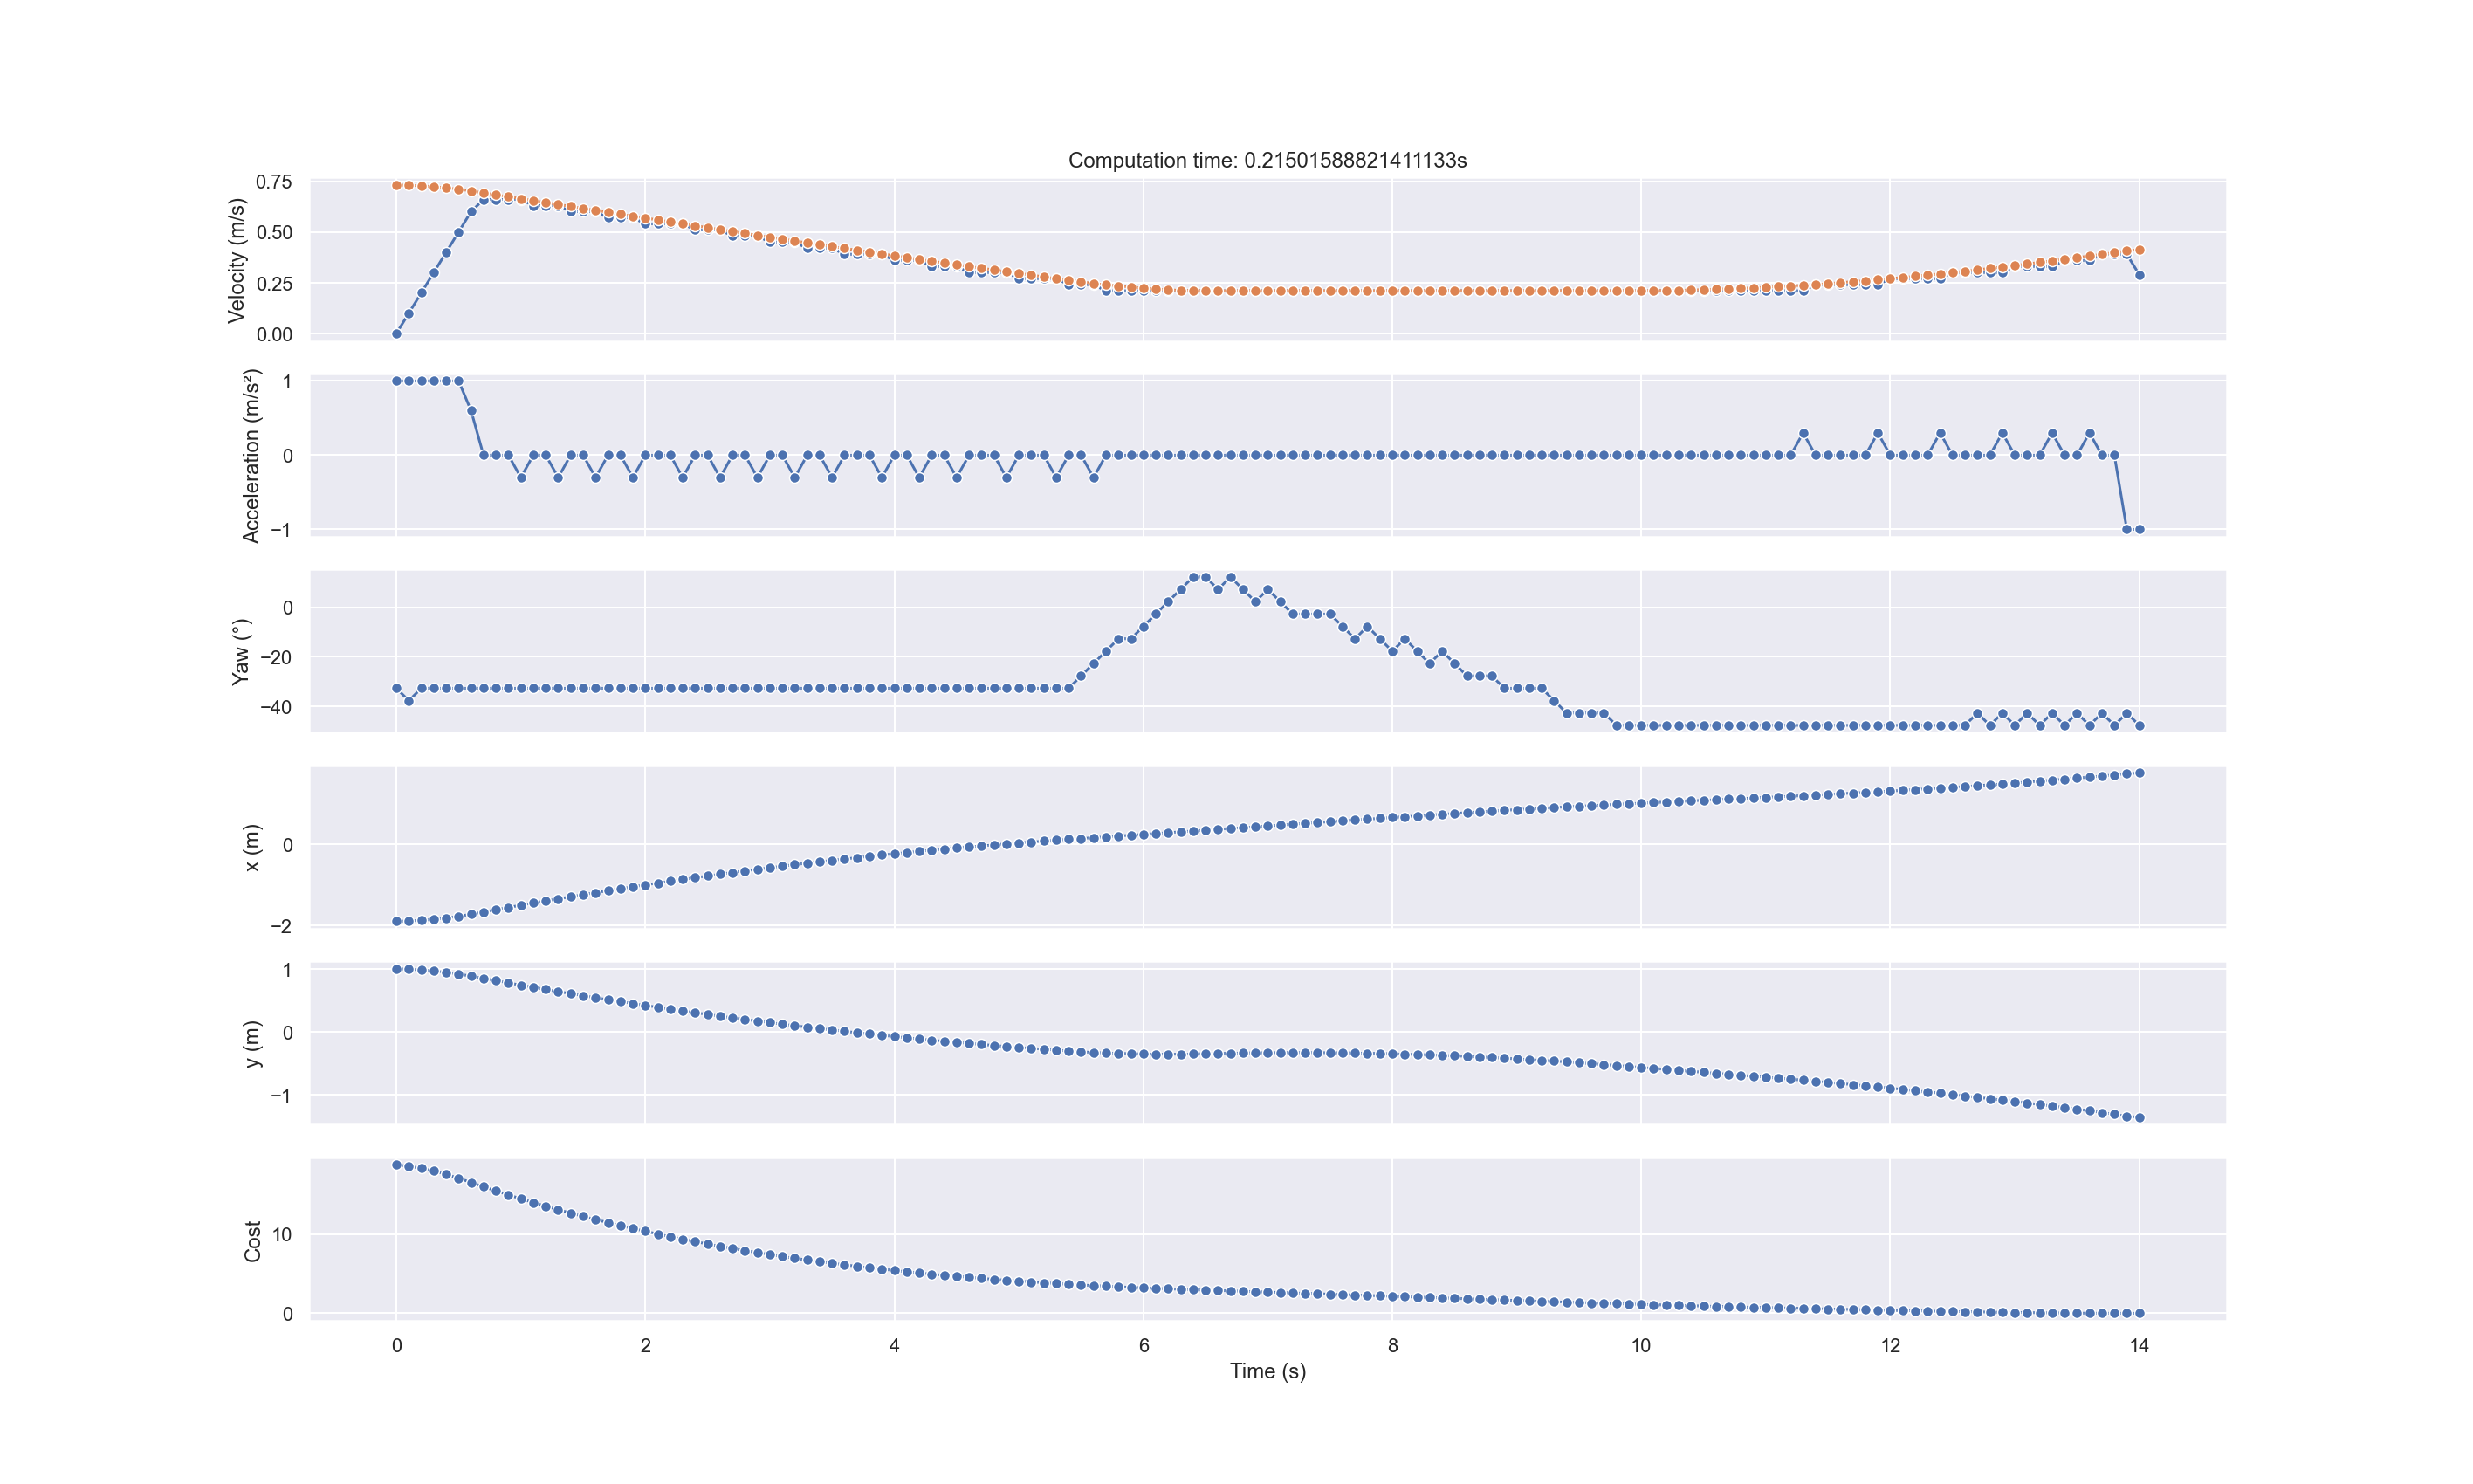 Computation time: 0.21501588821411133s
Velocity (m/s)
0.75
0.50
0.25
0.00
Acceleration (m/s²)
1
0
−1
Yaw (°)
0
−20
−40
x (m)
0
−2
y (m)
1
0
−1
Cost
10
0
0 2 4 6 8 10 12 14
Time (s)